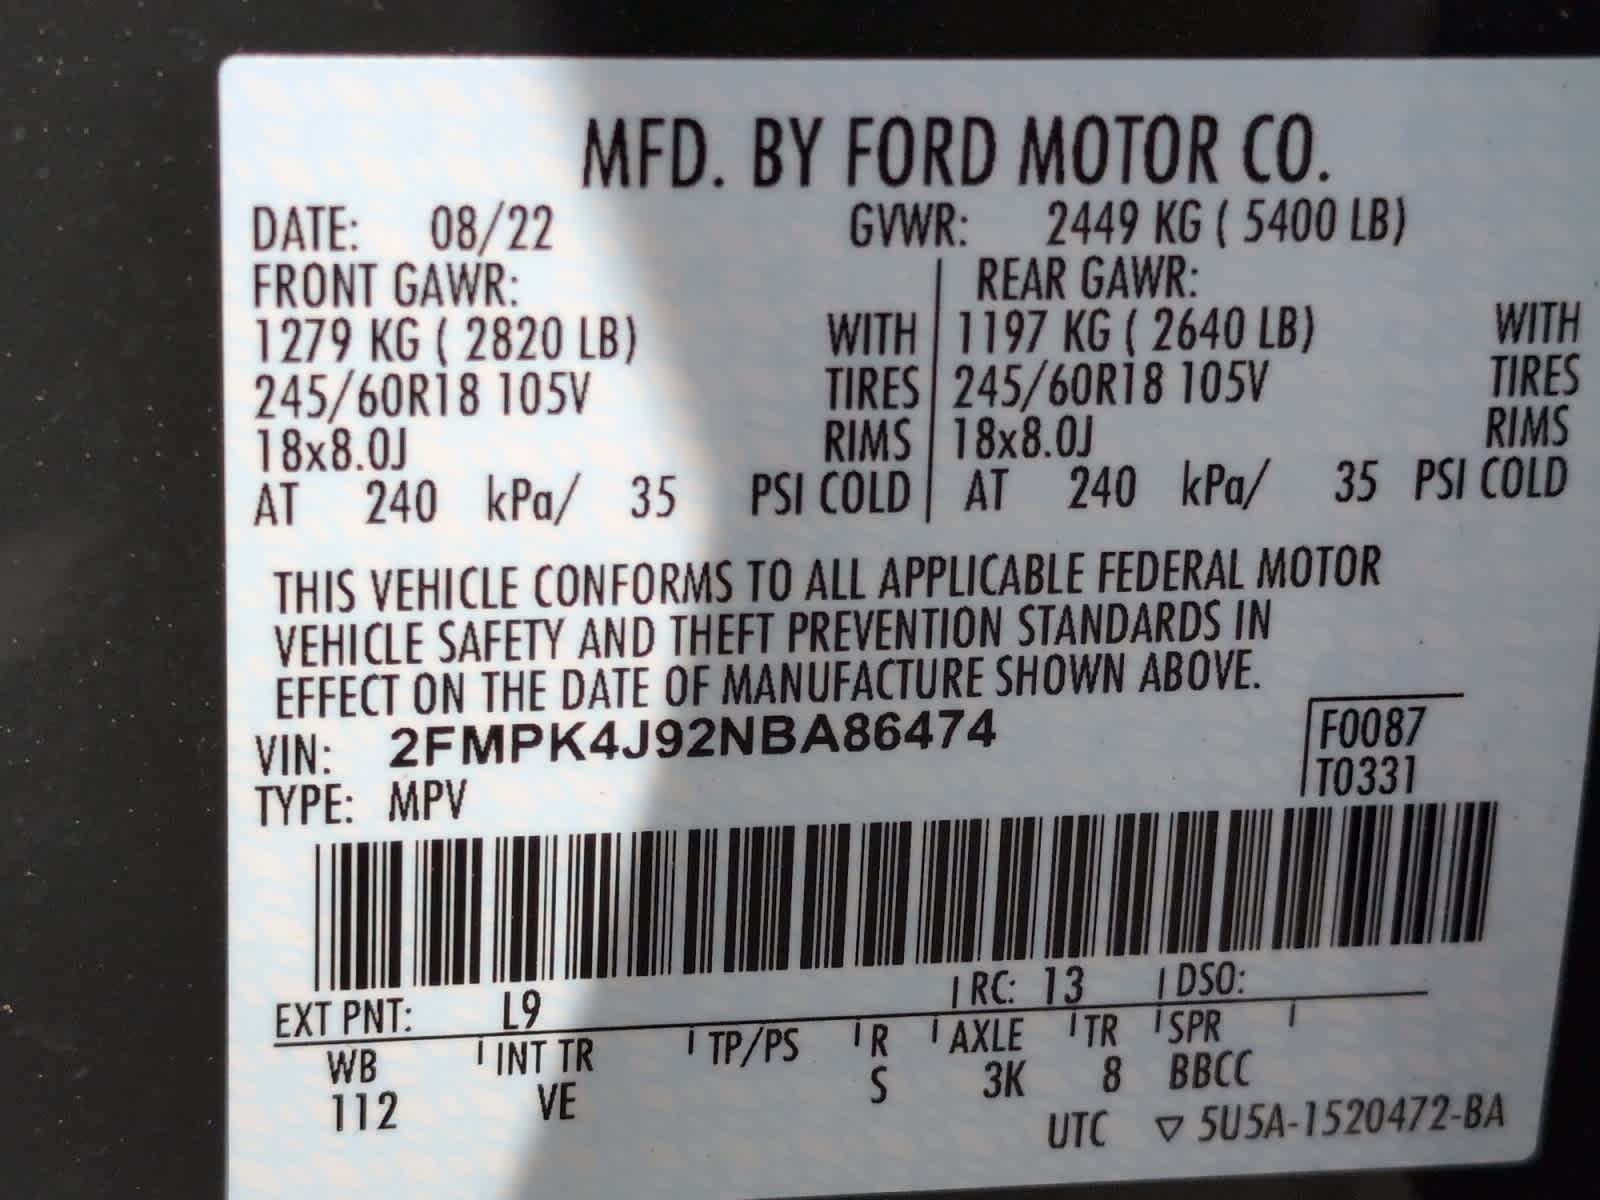 MFD. BY FORD MOTOR CO.
DATE: 08/22 GVWR: 2449 KG ( 5400 LB)
FRONT GAWR: REAR GAWR:
1279 KG ( 2820 LB) WITH 1197 KG ( 2640 LB) WITH
245/60R18 105V TIRES 245/60R18 105V TIRES
18x8.0J RIMS 18x8.0J RIMS
AT 240 kPa/ 35 PSI COLD AT 240 kPa/ 35 PSI COLD
THIS VEHICLE CONFORMS TO ALL APPLICABLE FEDERAL MOTOR
VEHICLE SAFETY AND THEFT PREVENTION STANDARDS IN
EFFECT ON THE DATE OF MANUFACTURE SHOWN ABOVE.
VIN: 2FMPK4J92NBA86474 F0087
TYPE: MPV T0331
EXT PNT: L9 RC: 13 DSO:
WB INT TR TP/PS R AXLE TR SPR
112 VE S 3K 8 BBCC
UTC ▽ 5U5A-1520472-BA